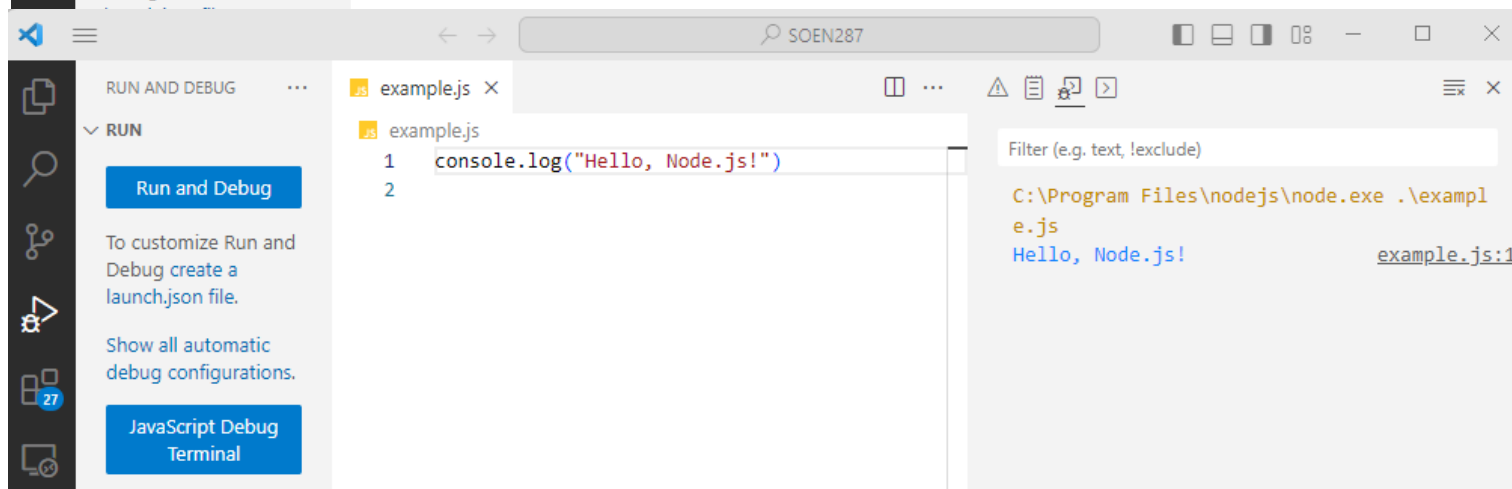 SOEN287
RUN AND DEBUG
RUN
Run and Debug
To customize Run and
Debug create a
launch.json file.
Show all automatic
debug configurations.
JavaScript Debug
Terminal
27
JS example.js
JS example.js
1 console.log("Hello, Node.js!")
2
Filter (e.g. text, !exclude)
C:\Program Files\nodejs\node.exe .\exampl
e.js
Hello, Node.js! example.js:1